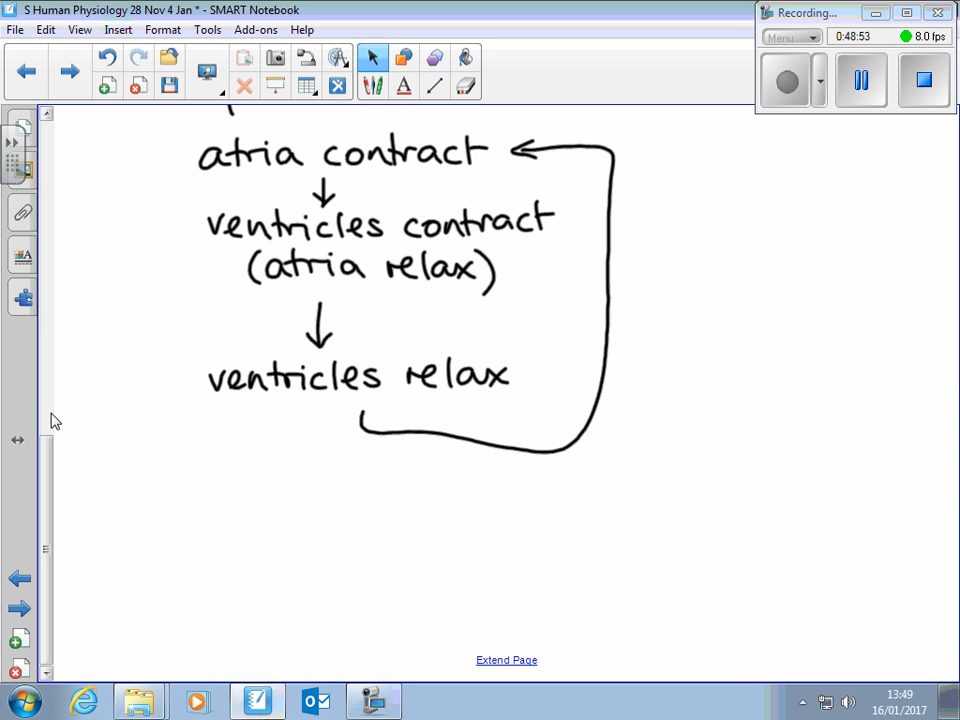 S Human Physiology 28 Nov 4 Jan * - SMART Notebook
File Edit View Insert Format Tools Add-ons Help
Recording...
Menu 0:48:53 8.0 fps
atria contract
ventricles contract
(atria relax)
ventricles relax
Extend Page
13:49
16/01/2017